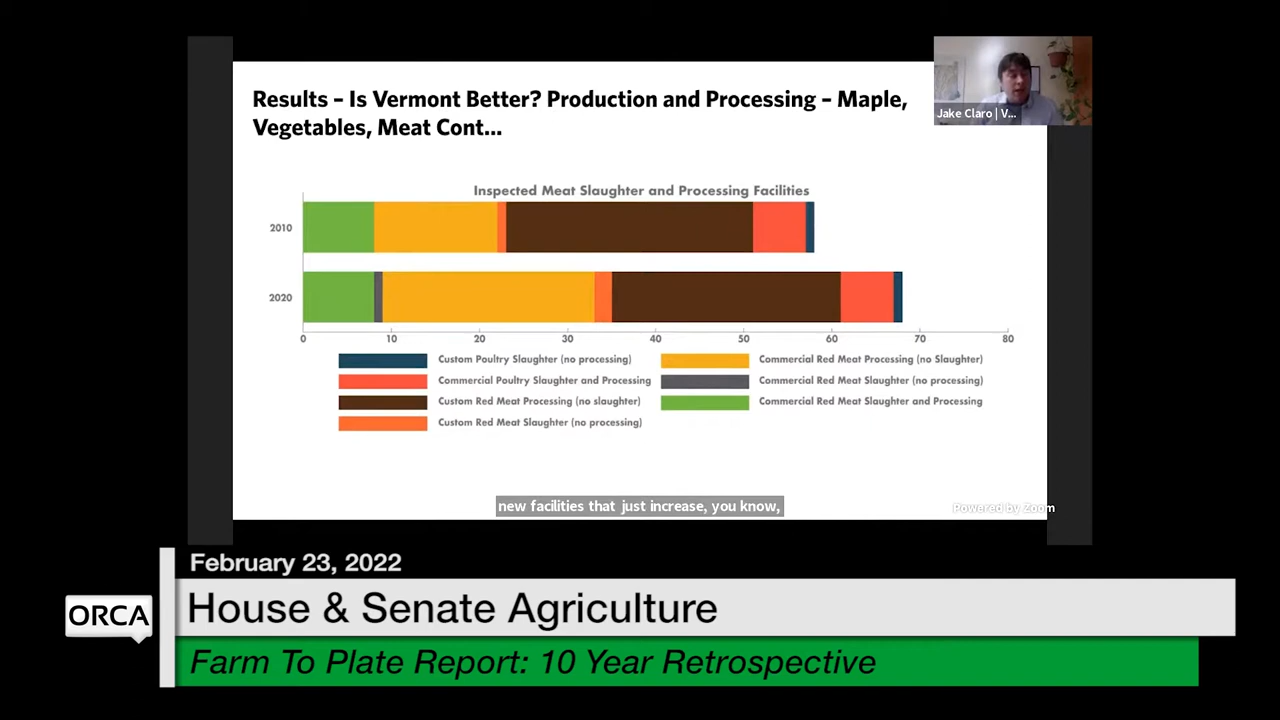 Results – Is Vermont Better? Production and Processing – Maple,
Vegetables, Meat Cont...
Jake Claro | V...
Inspected Meat Slaughter and Processing Facilities
2010
2020
0 10 20 30 40 50 60 70 80
Custom Poultry Slaughter (no processing)
Commercial Red Meat Processing (no Slaughter)
Commercial Poultry Slaughter and Processing
Commercial Red Meat Slaughter (no processing)
Custom Red Meat Processing (no slaughter)
Commercial Red Meat Slaughter and Processing
Custom Red Meat Slaughter (no processing)
new facilities that just increase, you know,
Powered by Zoom
February 23, 2022
ORCA
House & Senate Agriculture
Farm To Plate Report: 10 Year Retrospective